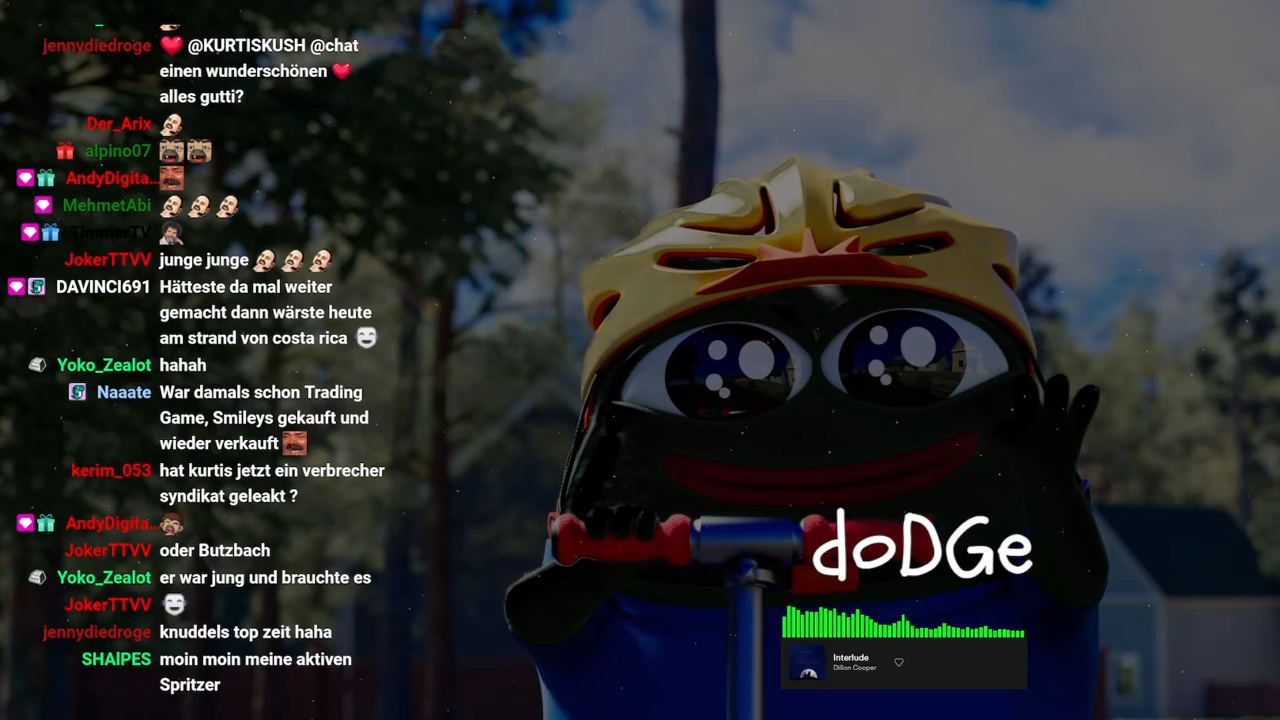 jennydiedroge @KURTISKUSH @chat
einen wunderschönen
alles gutti?
Der_Arix
alpino07
AndyDigita...
MehmetAbi
TimmerTV
JokerTTVV junge junge
DAVINCI691 Hätteste da mal weiter
gemacht dann wärste heute
am strand von costa rica
Yoko_Zealot hahah
Naaate War damals schon Trading
Game, Smileys gekauft und
wieder verkauft
kerim_053 hat kurtis jetzt ein verbrecher
syndikat geleakt ?
AndyDigita...
JokerTTVV oder Butzbach
Yoko_Zealot er war jung und brauchte es
JokerTTVV
jennydiedroge knuddels top zeit haha
SHAIPES moin moin meine aktiven
Spritzer
doDGe
Interlude
Dillon Cooper